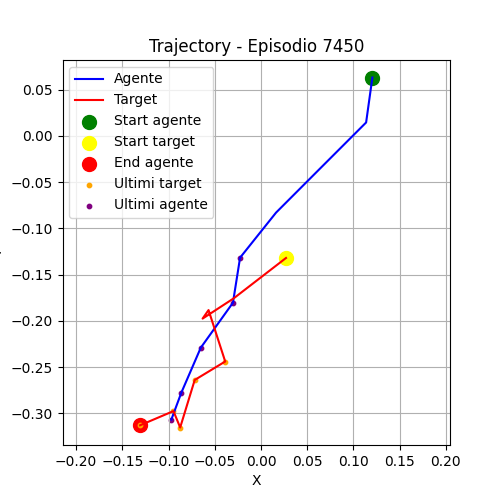 Trajectory - Episodio 7450
Agente
Target
Start agente
Start target
End agente
Ultimi target
Ultimi agente
0.05
0.00
−0.05
−0.10
−0.15
−0.20
−0.25
−0.30
−0.20 −0.15 −0.10 −0.05 0.00 0.05 0.10 0.15 0.20
X